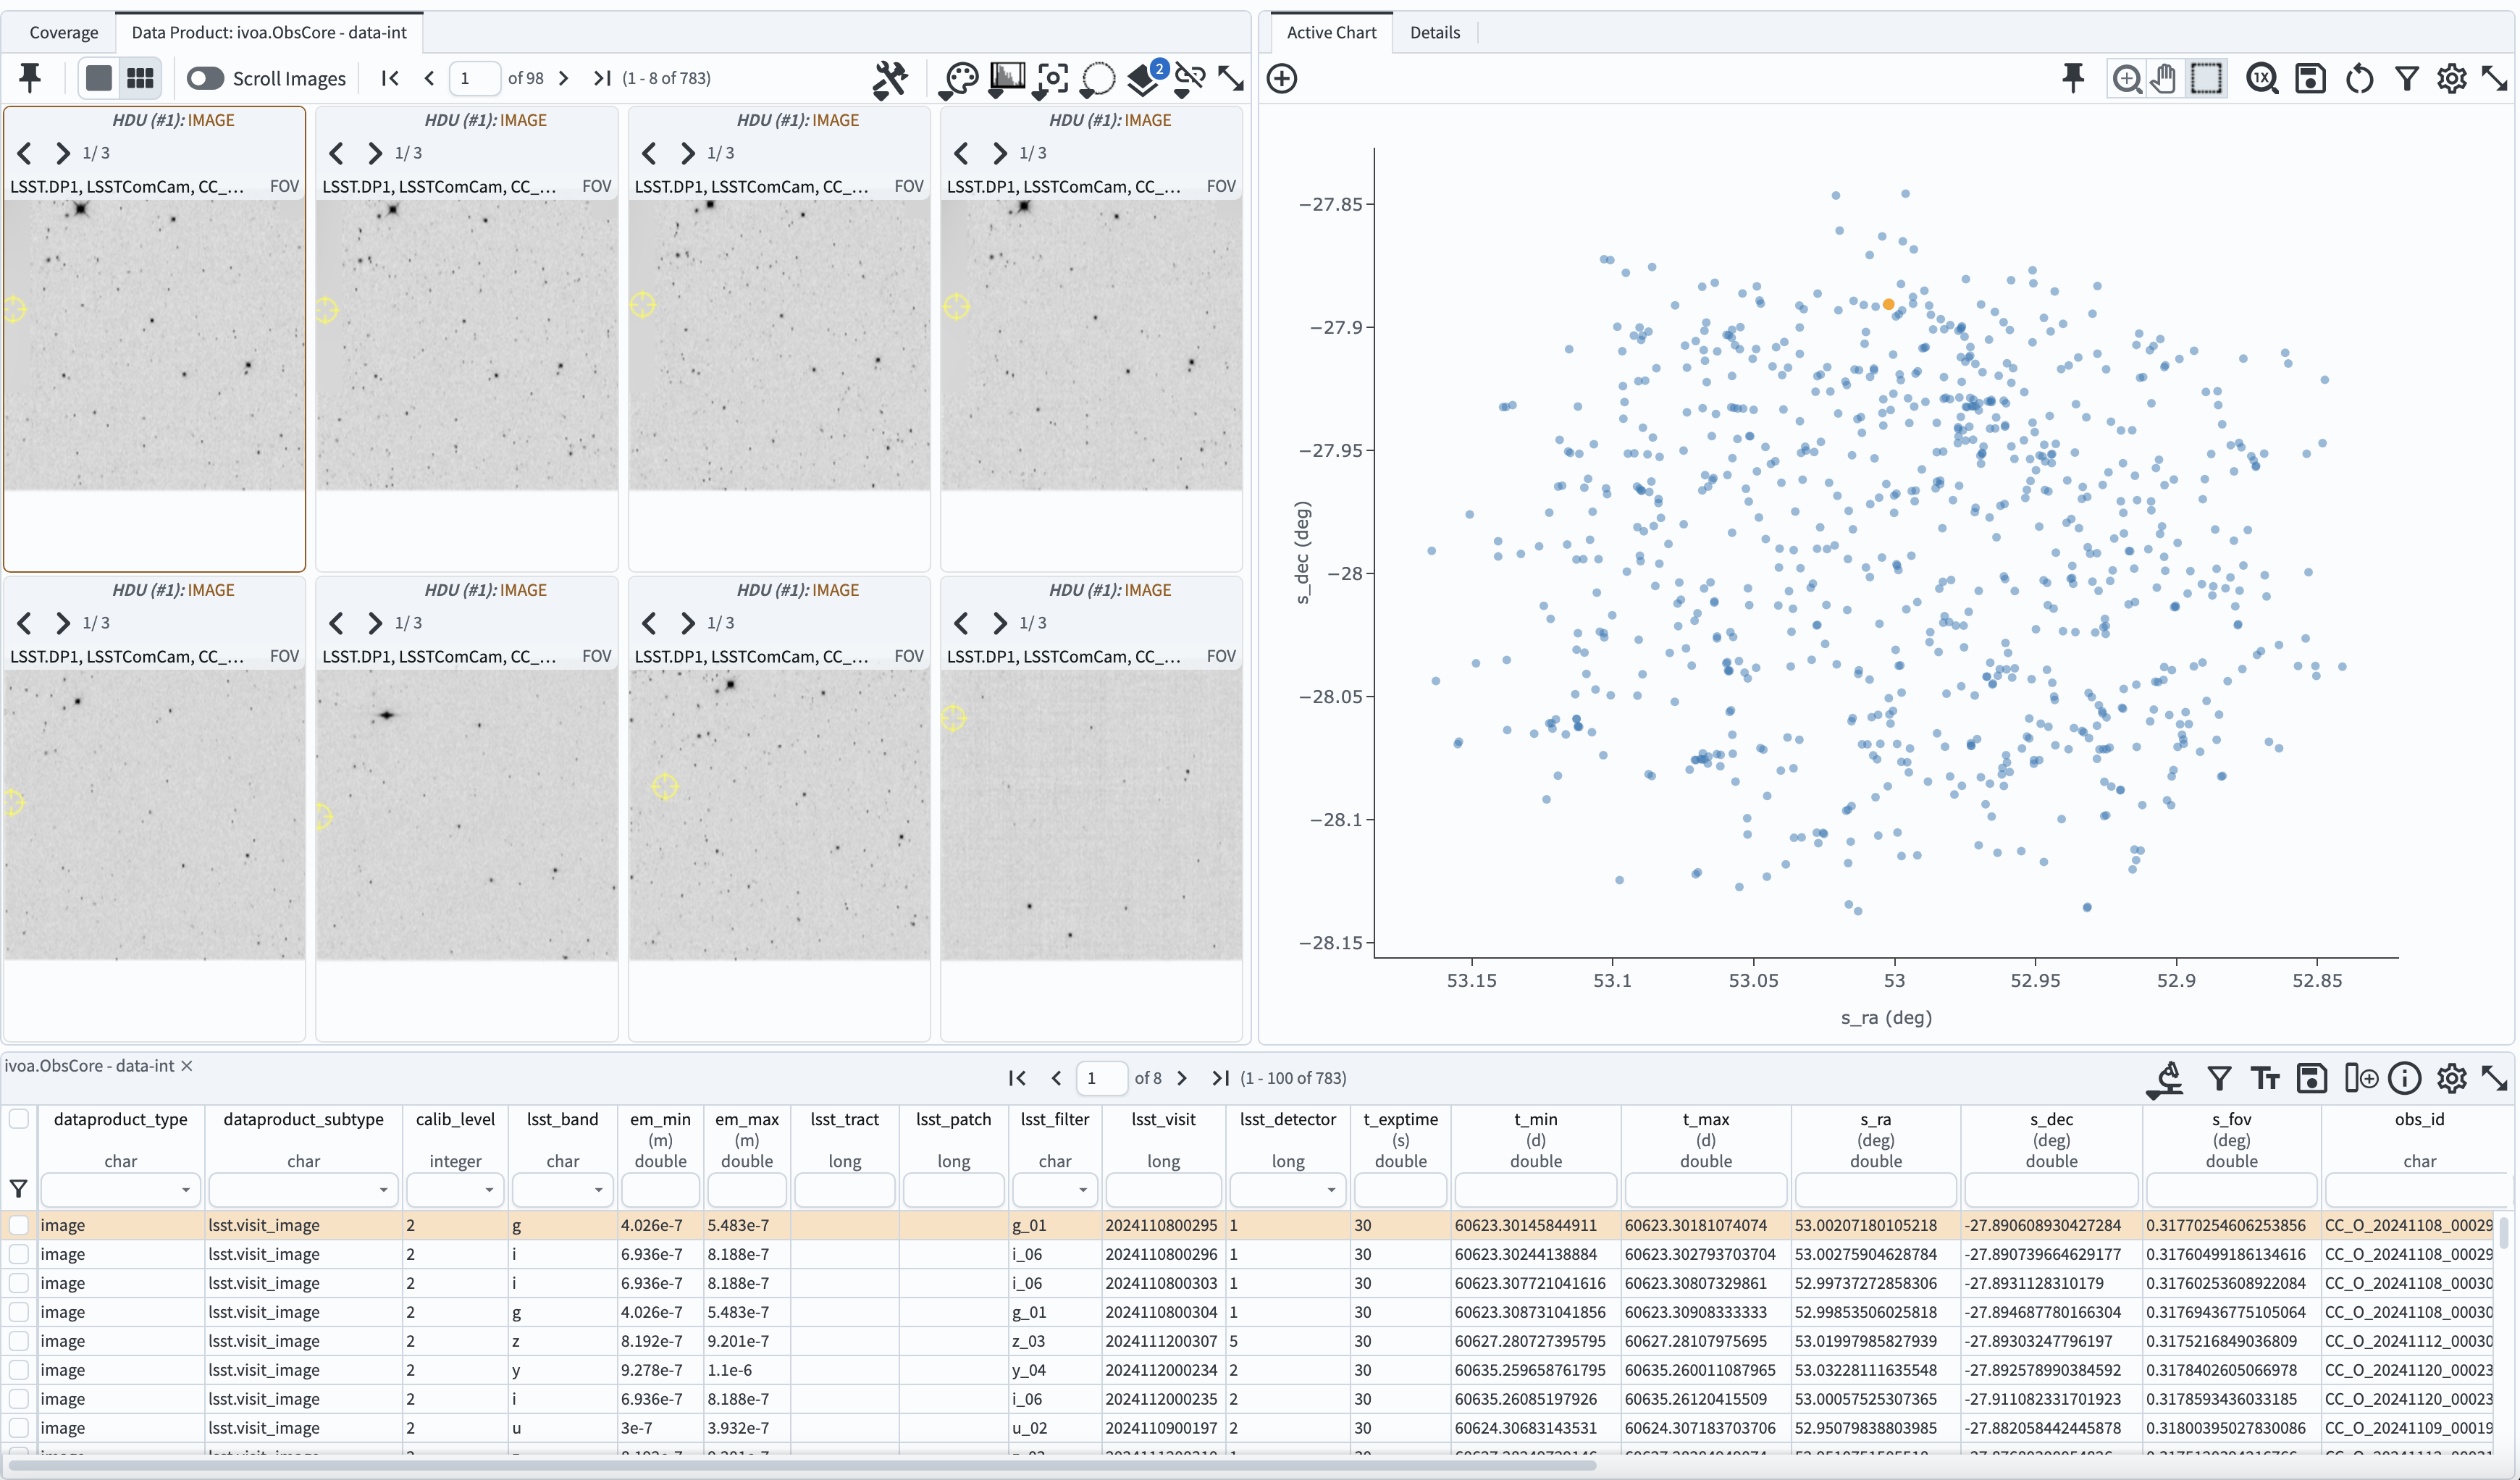 Coverage
Data Product: ivoa.ObsCore - data-int
Scroll Images
1
of 98
(1 - 8 of 783)
2
HDU (#1): IMAGE
HDU (#1): IMAGE
HDU (#1): IMAGE
HDU (#1): IMAGE
1/ 3
1/ 3
1/ 3
1/ 3
LSST.DP1, LSSTComCam, CC_... FOV
LSST.DP1, LSSTComCam, CC_... FOV
LSST.DP1, LSSTComCam, CC_... FOV
LSST.DP1, LSSTComCam, CC_... FOV
HDU (#1): IMAGE
HDU (#1): IMAGE
HDU (#1): IMAGE
HDU (#1): IMAGE
1/ 3
1/ 3
1/ 3
1/ 3
LSST.DP1, LSSTComCam, CC_... FOV
LSST.DP1, LSSTComCam, CC_... FOV
LSST.DP1, LSSTComCam, CC_... FOV
LSST.DP1, LSSTComCam, CC_... FOV
Active Chart
Details
1X
s_dec (deg)
−27.85
−27.9
−27.95
−28
−28.05
−28.1
−28.15
53.15 53.1 53.05 53 52.95 52.9 52.85
s_ra (deg)
ivoa.ObsCore - data-int
1
of 8
(1 - 100 of 783)
dataproduct_type dataproduct_subtype calib_level lsst_band em_min em_max lsst_tract lsst_patch lsst_filter lsst_visit lsst_detector t_exptime t_min t_max s_ra s_dec s_fov obs_id
(m) (m) (s) (d) (d) (deg) (deg) (deg)
char char integer char double double long long char long long double double double double double double char
image lsst.visit_image 2 g 4.026e-7 5.483e-7 g_01 2024110800295 1 30 60623.30145844911 60623.30181074074 53.00207180105218 -27.890608930427284 0.31770254606253856 CC_O_20241108_00029
image lsst.visit_image 2 i 6.936e-7 8.188e-7 i_06 2024110800296 1 30 60623.30244138884 60623.302793703704 53.00275904628784 -27.890739664629177 0.31760499186134616 CC_O_20241108_00029
image lsst.visit_image 2 i 6.936e-7 8.188e-7 i_06 2024110800303 1 30 60623.307721041616 60623.30807329861 52.99737272858306 -27.8931128310179 0.31760253608922084 CC_O_20241108_00030
image lsst.visit_image 2 g 4.026e-7 5.483e-7 g_01 2024110800304 1 30 60623.308731041856 60623.30908333333 52.99853506025818 -27.894687780166304 0.31769436775105064 CC_O_20241108_00030
image lsst.visit_image 2 z 8.192e-7 9.201e-7 z_03 2024111200307 5 30 60627.280727395795 60627.28107975695 53.01997985827939 -27.89303247796197 0.3175216849036809 CC_O_20241112_00030
image lsst.visit_image 2 y 9.278e-7 1.1e-6 y_04 2024112000234 2 30 60635.259658761795 60635.260011087965 53.03228111635548 -27.892578990384592 0.3178402605066978 CC_O_20241120_00023
image lsst.visit_image 2 i 6.936e-7 8.188e-7 i_06 2024112000235 2 30 60635.26085197926 60635.26120415509 53.00057525307365 -27.911082331701923 0.3178593436033185 CC_O_20241120_00023
image lsst.visit_image 2 u 3e-7 3.932e-7 u_02 2024110900197 2 30 60624.30683143531 60624.307183703706 52.95079838803985 -27.882058442445878 0.31800395027830086 CC_O_20241109_00019